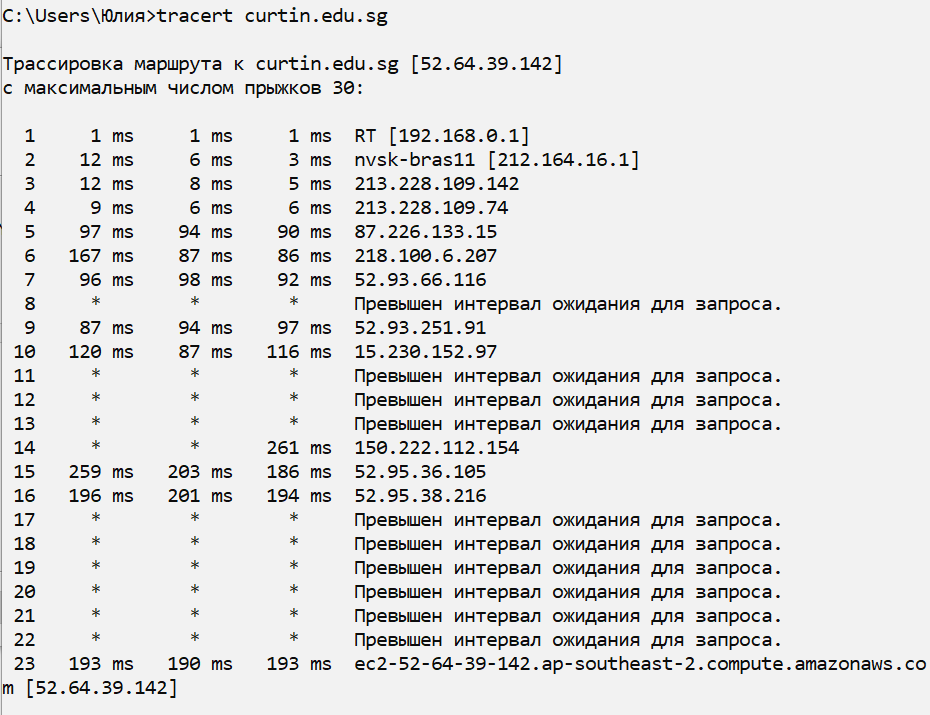 C:\Users\Юлия>tracert curtin.edu.sg
Трассировка маршрута к curtin.edu.sg [52.64.39.142]
с максимальным числом прыжков 30:
1 1 ms 1 ms 1 ms RT [192.168.0.1]
2 12 ms 6 ms 3 ms nvsk-bras11 [212.164.16.1]
3 12 ms 8 ms 5 ms 213.228.109.142
4 9 ms 6 ms 6 ms 213.228.109.74
5 97 ms 94 ms 90 ms 87.226.133.15
6 167 ms 87 ms 86 ms 218.100.6.207
7 96 ms 98 ms 92 ms 52.93.66.116
8 * * * Превышен интервал ожидания для запроса.
9 87 ms 94 ms 97 ms 52.93.251.91
10 120 ms 87 ms 116 ms 15.230.152.97
11 * * * Превышен интервал ожидания для запроса.
12 * * * Превышен интервал ожидания для запроса.
13 * * * Превышен интервал ожидания для запроса.
14 * * 261 ms 150.222.112.154
15 259 ms 203 ms 186 ms 52.95.36.105
16 196 ms 201 ms 194 ms 52.95.38.216
17 * * * Превышен интервал ожидания для запроса.
18 * * * Превышен интервал ожидания для запроса.
19 * * * Превышен интервал ожидания для запроса.
20 * * * Превышен интервал ожидания для запроса.
21 * * * Превышен интервал ожидания для запроса.
22 * * * Превышен интервал ожидания для запроса.
23 193 ms 190 ms 193 ms ec2-52-64-39-142.ap-southeast-2.compute.amazonaws.co
m [52.64.39.142]